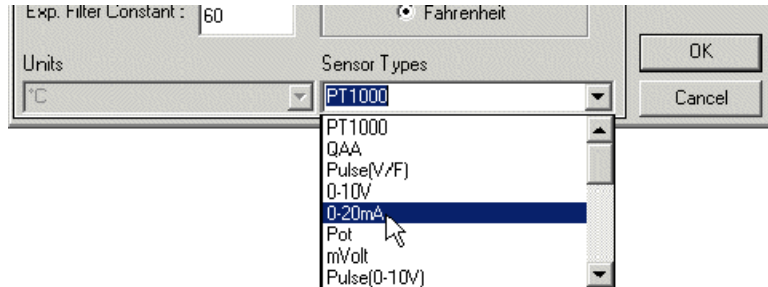 Exp. Filter Constant : 60
Fahrenheit
Units
Sensor Types
OK
°C
PT1000
Cancel
PT1000
QAA
Pulse(V/F)
0-10V
0-20mA
Pot
mVolt
Pulse(0-10V)